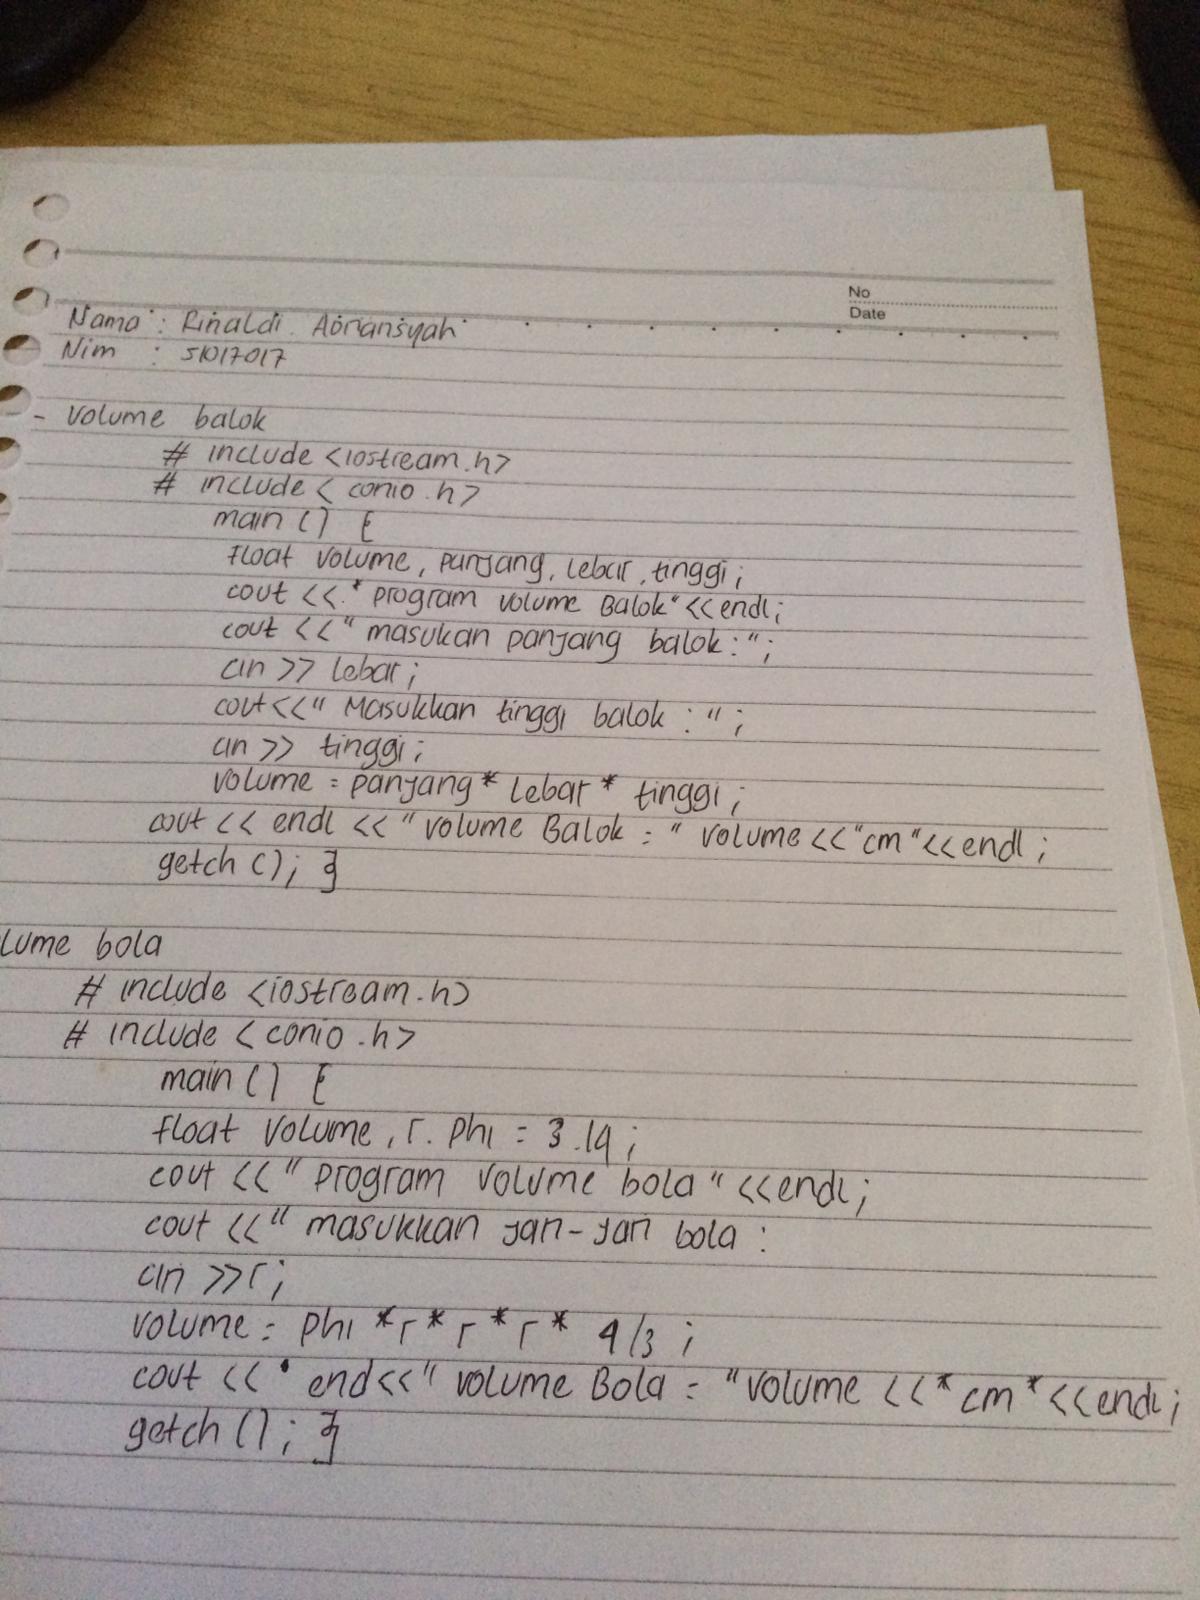 No
Date
Nama : Rinaldi Abriansyah
Nim : 51017017
- Volume balok
# include <iostream.h>
# include < conio.h>
main () {
float volume, panjang, lebar, tinggi;
cout <<" program volume Balok"<<endl;
cout <<" masukan panjang balok:";
cin >> lebar;
cout<<" Masukkan tinggi balok : ";
cin >> tinggi;
volume = panjang * lebar * tinggi;
cout << endl <<" volume Balok = " volume <<"cm"<<endl;
getch (); }
lume bola
# include <iostream.h>
# include < conio.h>
main () {
float volume, r. phi = 3.14;
cout <<" program volume bola "<<endl;
cout <<" masukkan jari-jari bola :
cin >>r;
volume = phi *r* r* r* 4/3 ;
cout <<" end<<" volume Bola = "volume <<"cm"<<endl;
getch (); }